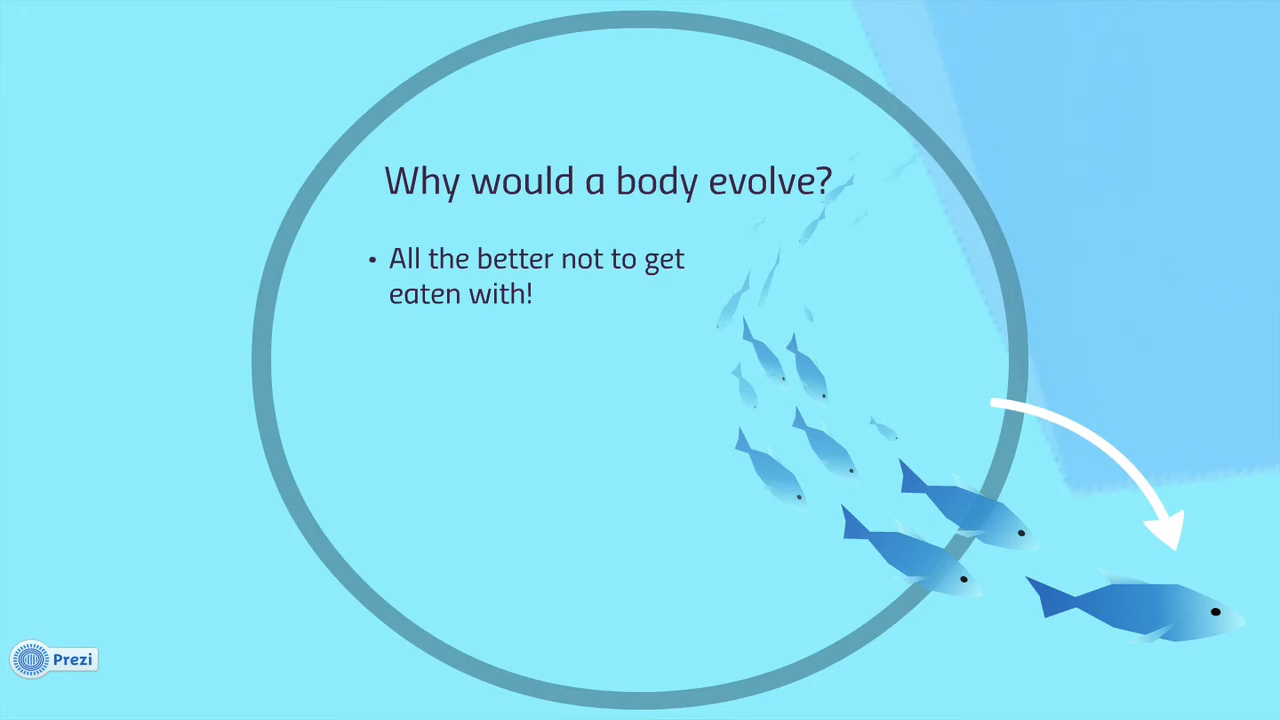 Why would a body evolve?
• All the better not to get
eaten with!
Prezi